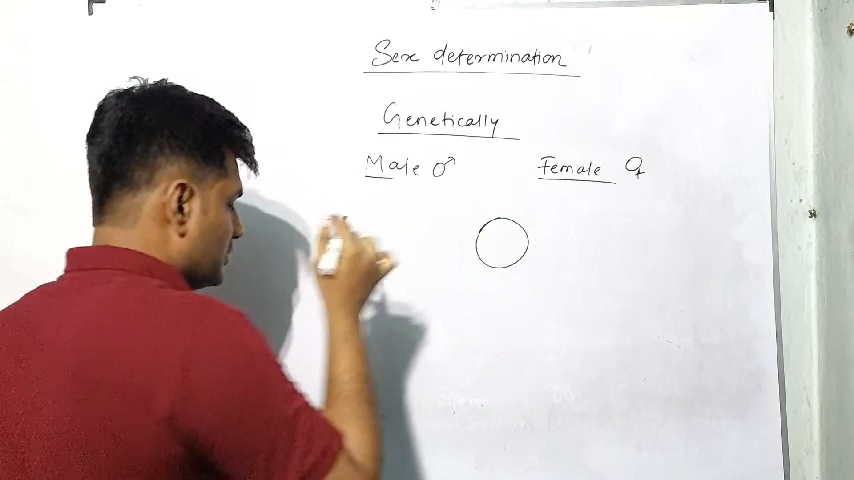 Sex determination
Genetically
Male ♂ Female ♀